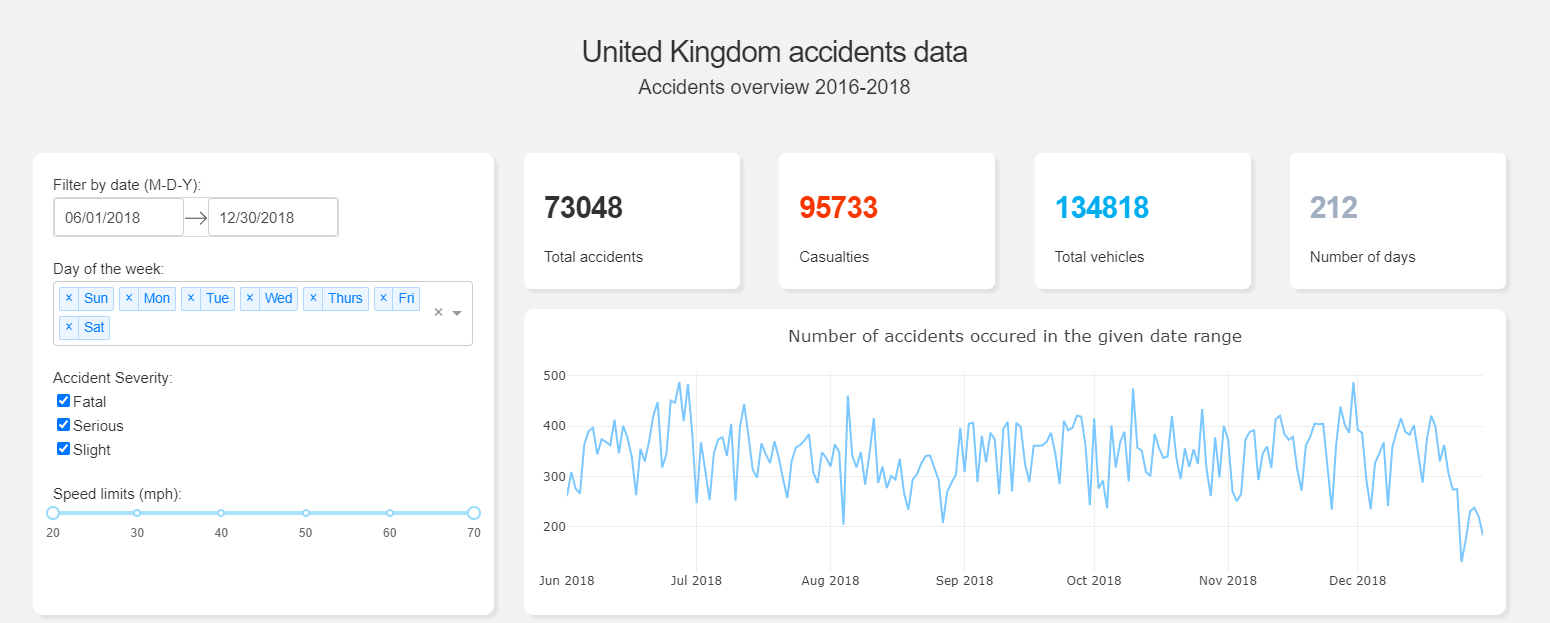 United Kingdom accidents data
Accidents overview 2016-2018
Filter by date (M-D-Y):
06/01/2018 → 12/30/2018
Day of the week:
× Sun × Mon × Tue × Wed × Thurs × Fri
× Sat
× 
Accident Severity:
Fatal
Serious
Slight
Speed limits (mph):
20 30 40 50 60 70
73048
Total accidents
95733
Casualties
134818
Total vehicles
212
Number of days
Number of accidents occured in the given date range
500
400
300
200
Jun 2018 Jul 2018 Aug 2018 Sep 2018 Oct 2018 Nov 2018 Dec 2018